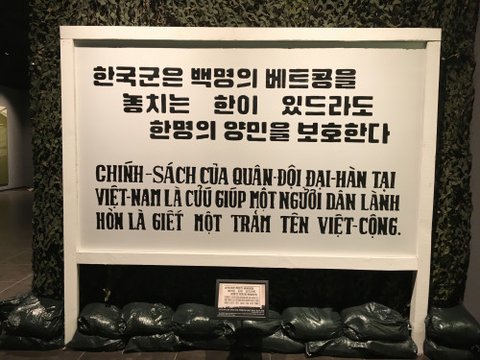 한국군은 백명의 베트콩을
놓치는 한이 있드라도
한명의 양민을 보호한다
CHÍNH-SÁCH CỦA QUÂN-ĐỘI ĐẠI-HÀN TẠI
VIỆT-NAM LÀ CỨU GIÚP MỘT NGƯỜI DÂN LÀNH
HƠN LÀ GIẾT MỘT TRĂM TÊN VIỆT-CỘNG.